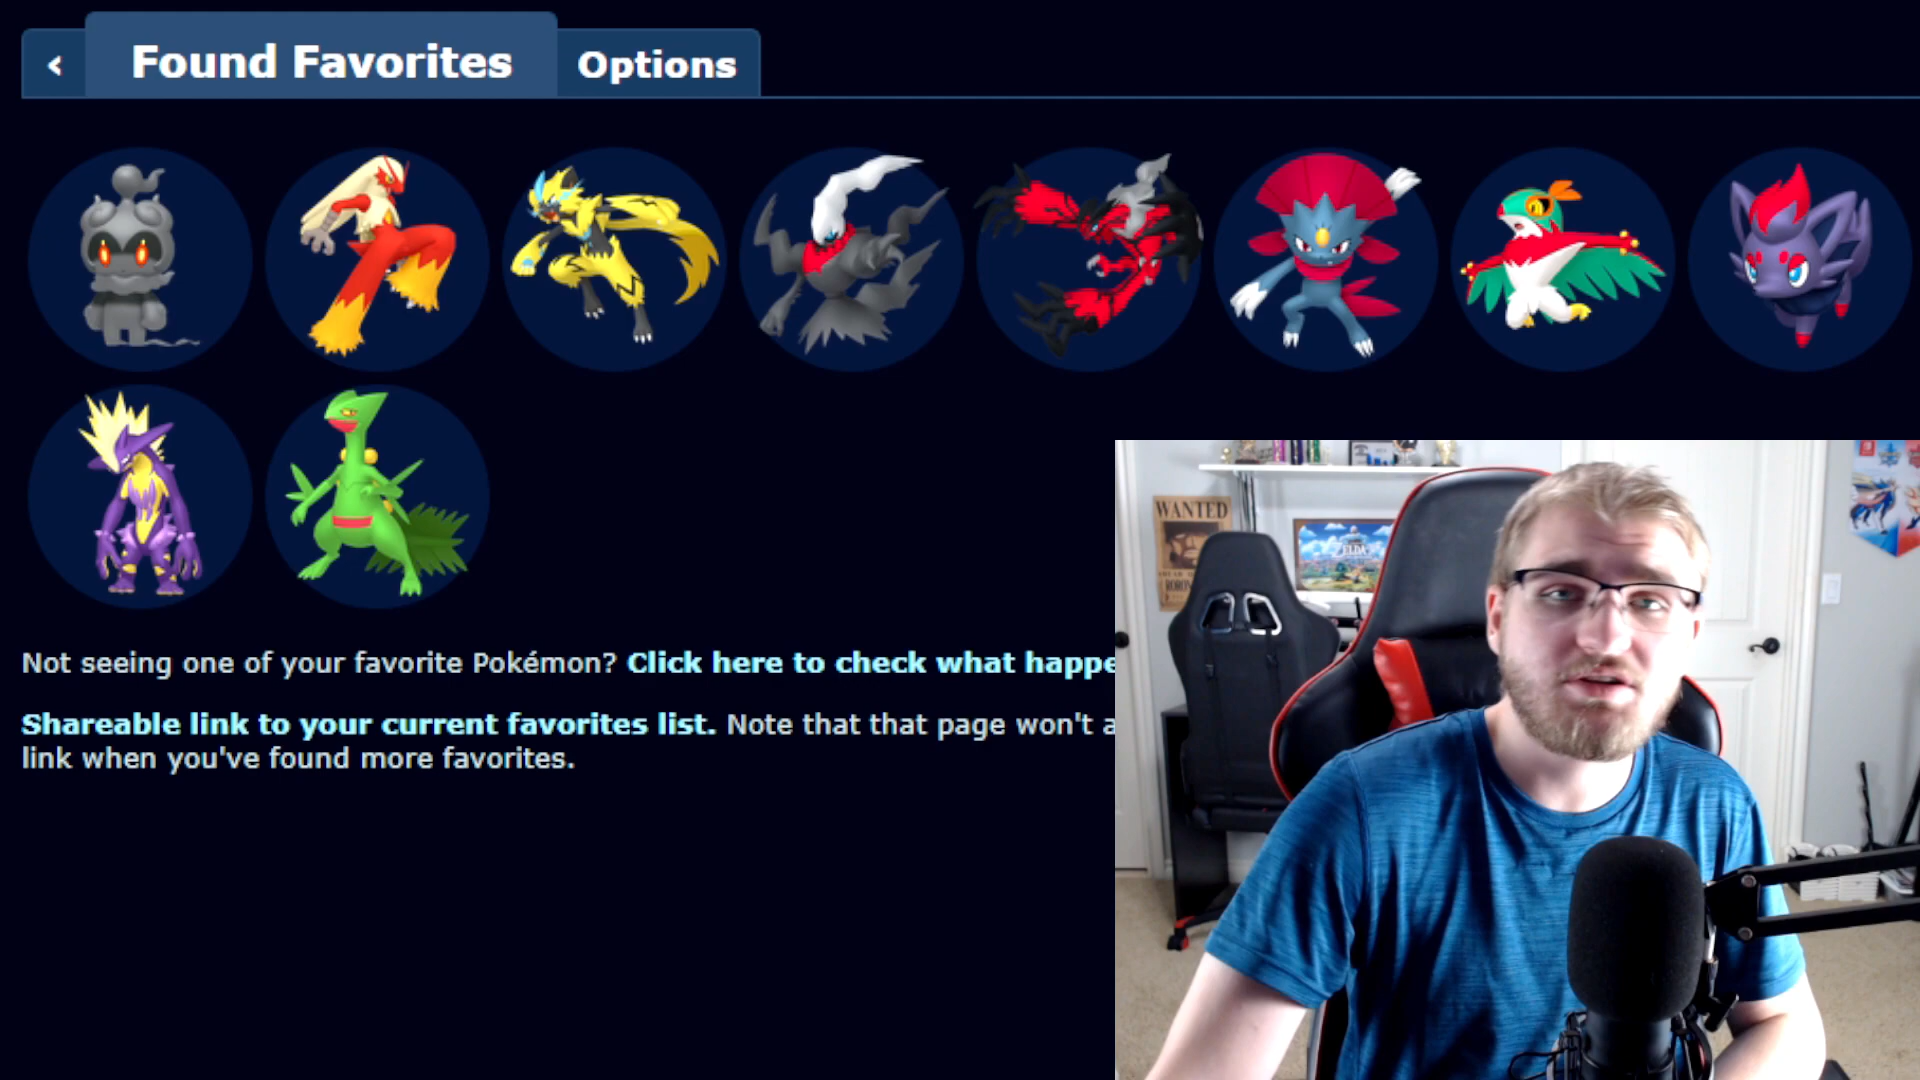 ‹ Found Favorites Options
Not seeing one of your favorite Pokémon? Click here to check what happe
Shareable link to your current favorites list. Note that that page won't a
link when you've found more favorites.
WANTED
ZELDA